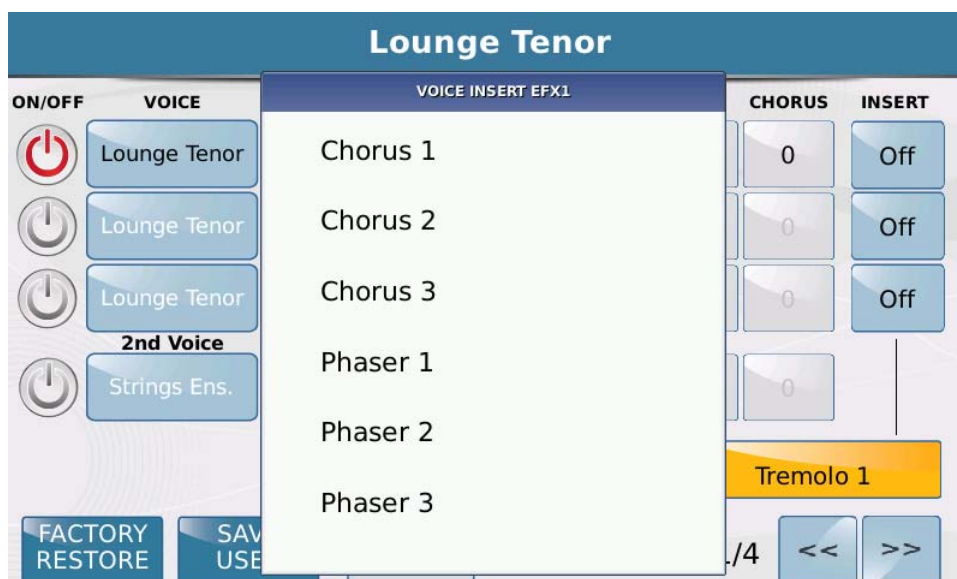 Lounge Tenor
VOICE INSERT EFX1
ON/OFF VOICE CHORUS INSERT
Lounge Tenor Chorus 1 0 Off
Lounge Tenor Chorus 2 0 Off
Lounge Tenor Chorus 3 0 Off
2nd Voice
Strings Ens. Phaser 1 0
Phaser 2
Tremolo 1
Phaser 3
FACTORY
RESTORE
/4 << >>